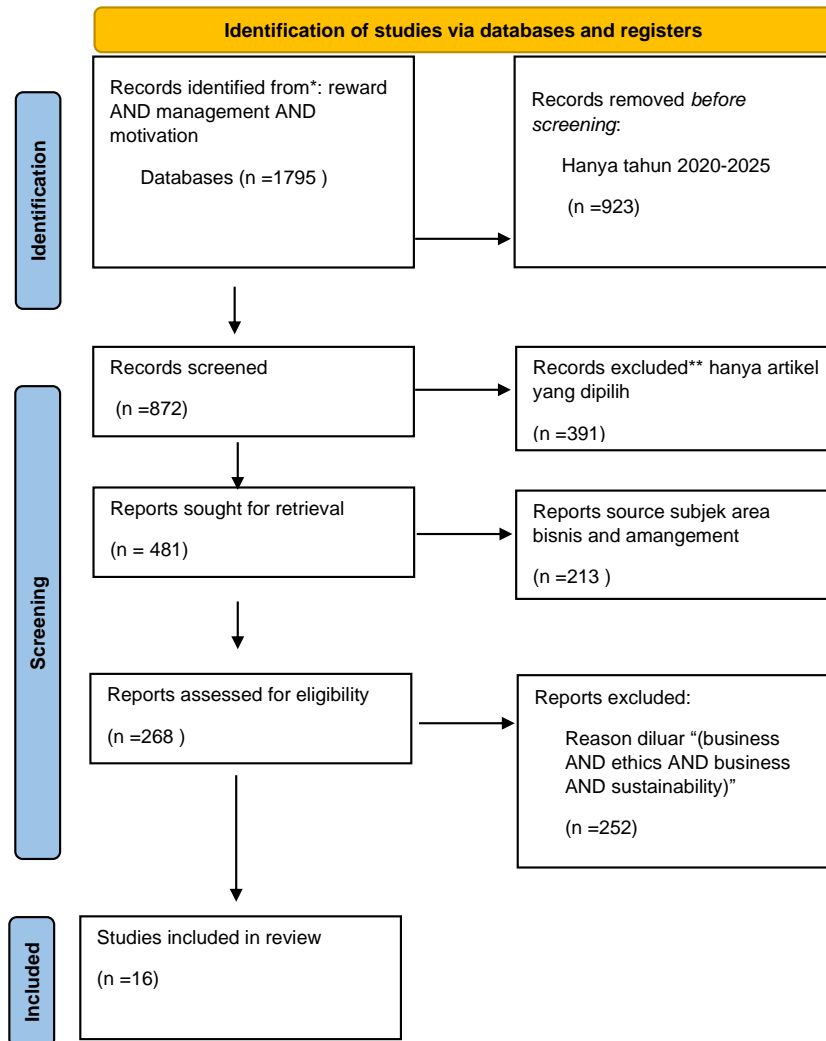 Identification of studies via databases and registers
Identification
Records identified from*: reward
AND management AND
motivation
Databases (n =1795 )
Records removed before
screening:
Hanya tahun 2020-2025
(n =923)
Screening
Records screened
(n =872)
Records excluded** hanya artikel
yang dipilih
(n =391)
Reports sought for retrieval
(n = 481)
Reports source subjek area
bisnis and amangement
(n =213 )
Reports assessed for eligibility
(n =268 )
Reports excluded:
Reason diluar “(business
AND ethics AND business
AND sustainability)”
(n =252)
Included
Studies included in review
(n =16)